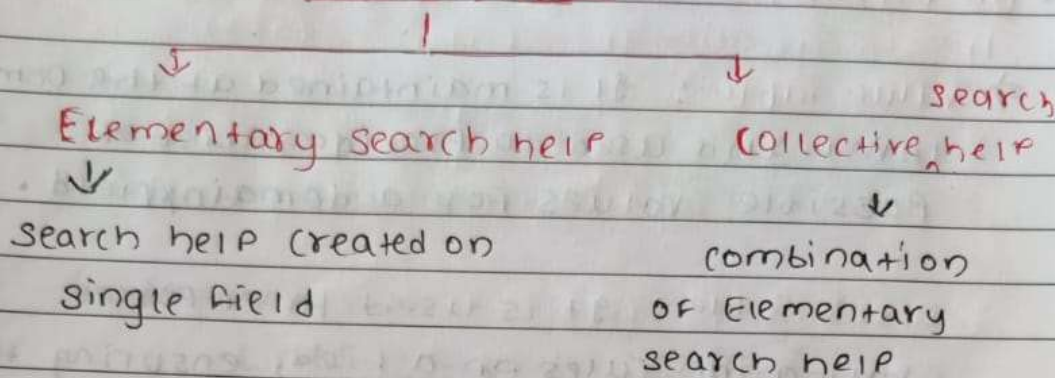 Elementary search help
Collective search help
search help created on
single field
combination
of Elementary
search help